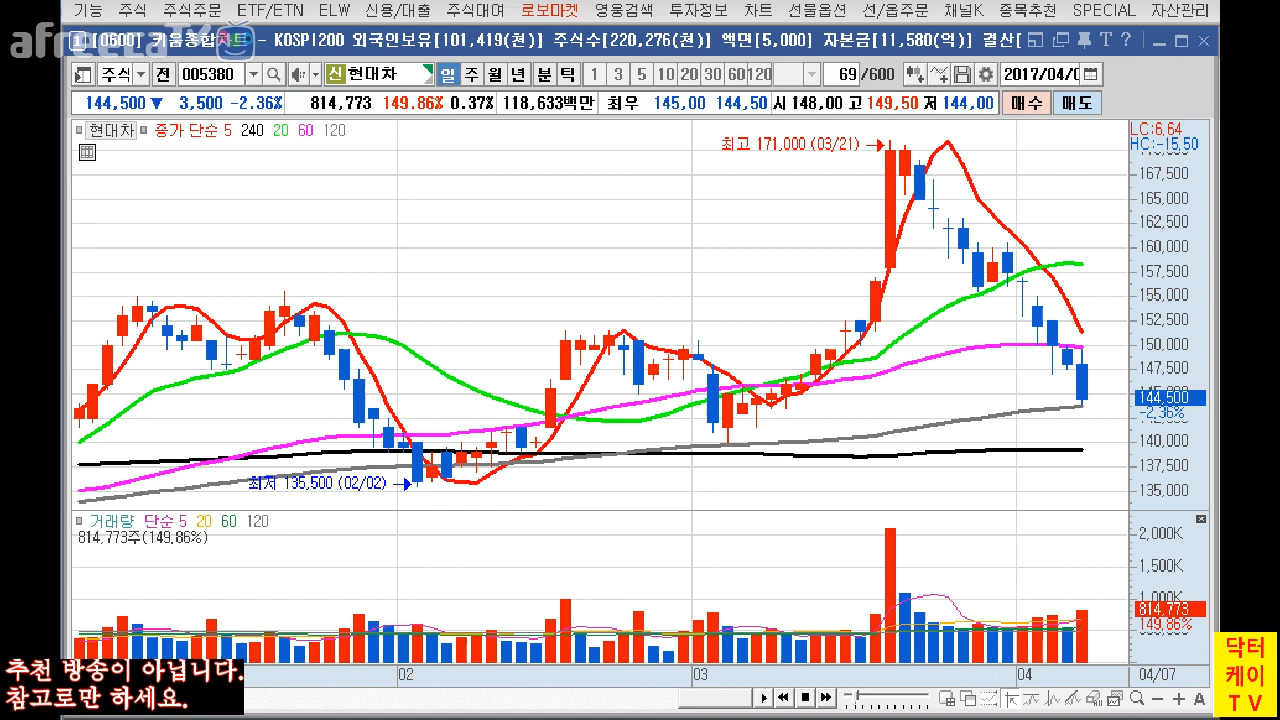 기능 주식 주식주문 ETF/ETN ELW 신용/대출 주식대여 로보마켓 영웅검색 투자정보 차트 선물옵션 선/옵주문 채널K 종목추천 SPECIAL 자산관리
afreecaTV
[0600] 키움종합차트 - KOSPI200 외국인보유[101,419(천)] 주식수[220,276(천)] 액면[5,000] 자본금[11,580(억)] 결산[
주식 전 005380 신 현대차 일 주 월 년 분 틱 1 3 5 10 20 30 60 120 69 /600 2017/04/0
144,500 ▼ 3,500 -2.36% 814,773 149.86% 0.37% 118,633백만 최우 145,00 144,50 시 148,00 고 149,50 저 144,00 매수 매도
현대차 종가 단순 5 240 20 60 120
LC:6,64
HC:-15,50
최고 171,000 (03/21)
167,500
165,000
162,500
160,000
157,500
155,000
152,500
150,000
147,500
144,500
-2,36%
140,000
137,500
135,000
최저 135,500 (02/02)
거래량 단순 5 20 60 120
814,773주(149,86%)
2,000K
1,500K
1,000K
814,773
149,86%
02 03 04 04/07
추천 방송이 아닙니다.
참고로만 하세요.
닥터
케이
T V